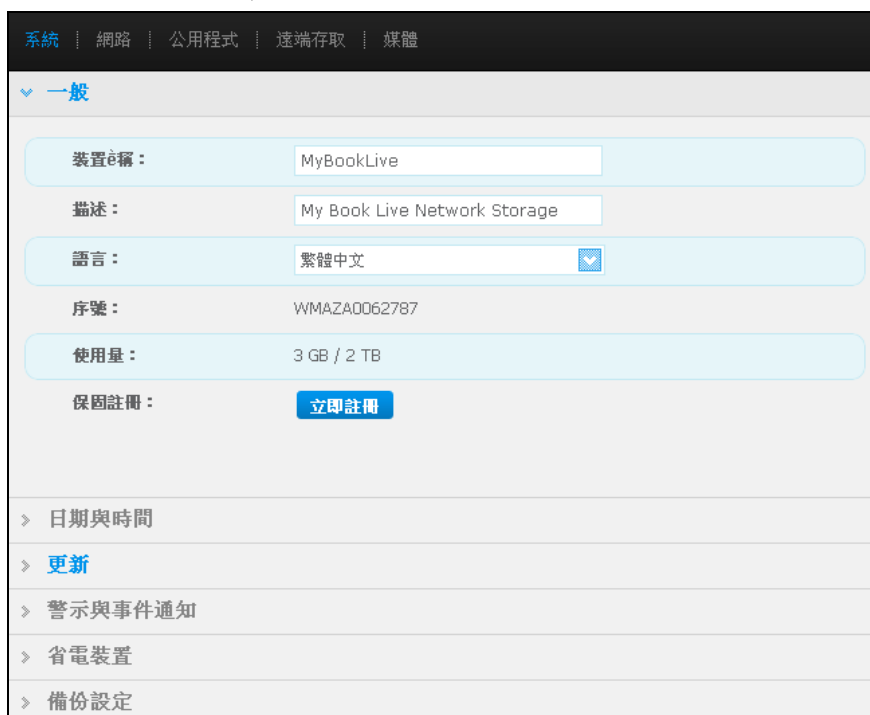 系統 | 網路 | 公用程式 | 遠端存取 | 媒體
一般
裝置è稱： MyBookLive
描述： My Book Live Network Storage
語言： 繁體中文
序號： WMAZA0062787
使用量： 3 GB / 2 TB
保固註冊： 立即註冊
日期與時間
更新
警示與事件通知
省電裝置
備份設定